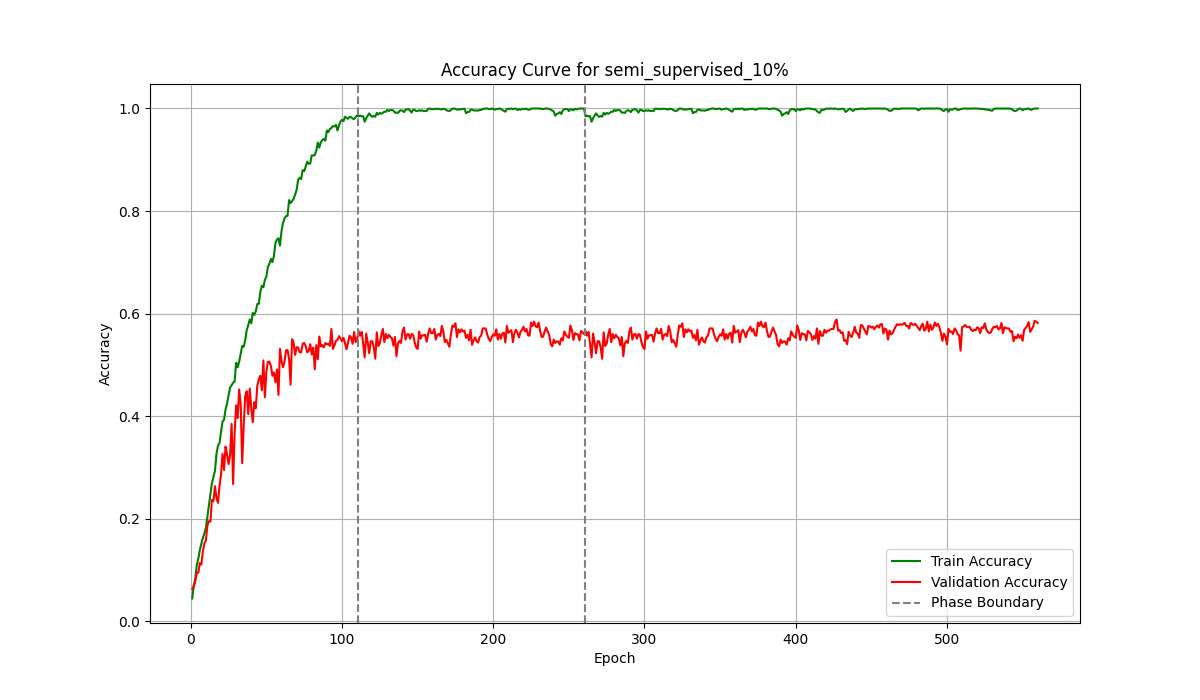 Accuracy Curve for semi_supervised_10%
1.0
0.8
0.6
0.4
0.2
0.0
Accuracy
0 100 200 300 400 500
Epoch
Train Accuracy
Validation Accuracy
Phase Boundary